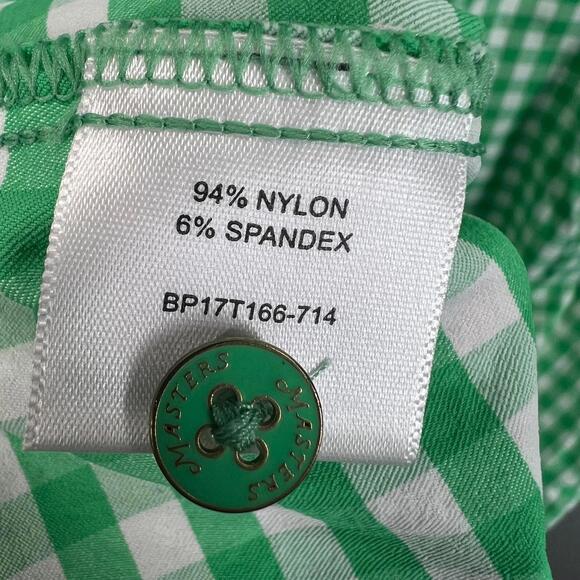 94% NYLON
6% SPANDEX
BP17T166-714
MASTERS
MASTERS